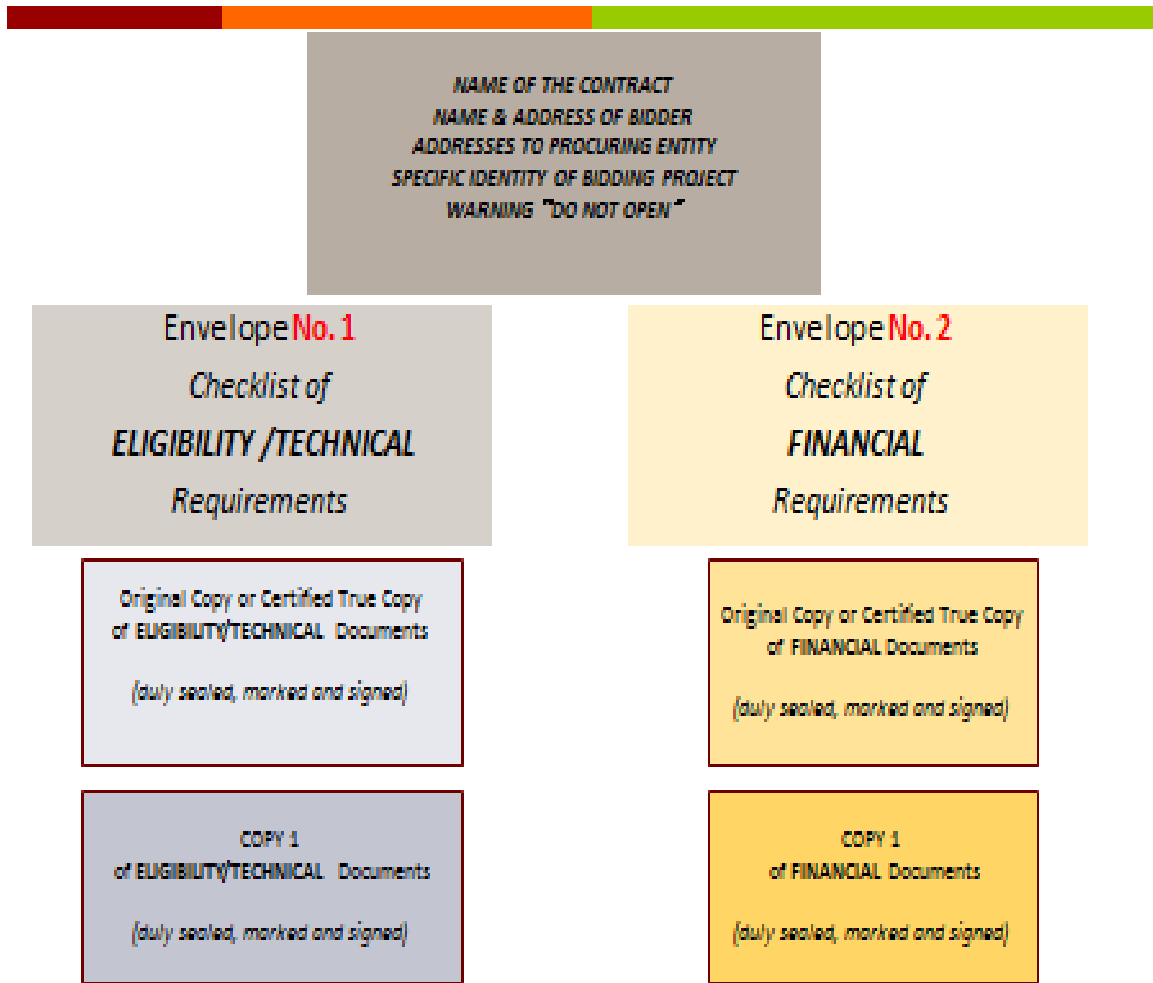 NAME OF THE CONTRACT
NAME & ADDRESS OF BIDDER
ADDRESSES TO PROCURING ENTITY
SPECIFIC IDENTITY OF BIDDING PROJECT
WARNING "DO NOT OPEN"
Envelope No. 1
Checklist of
ELIGIBILITY /TECHNICAL
Requirements
Original Copy or Certified True Copy
of ELIGIBILITY/TECHNICAL Documents
(duly sealed, marked and signed)
COPY 1
of ELIGIBILITY/TECHNICAL Documents
(duly sealed, marked and signed)
Envelope No. 2
Checklist of
FINANCIAL
Requirements
Original Copy or Certified True Copy
of FINANCIAL Documents
(duly sealed, marked and signed)
COPY 1
of FINANCIAL Documents
(duly sealed, marked and signed)